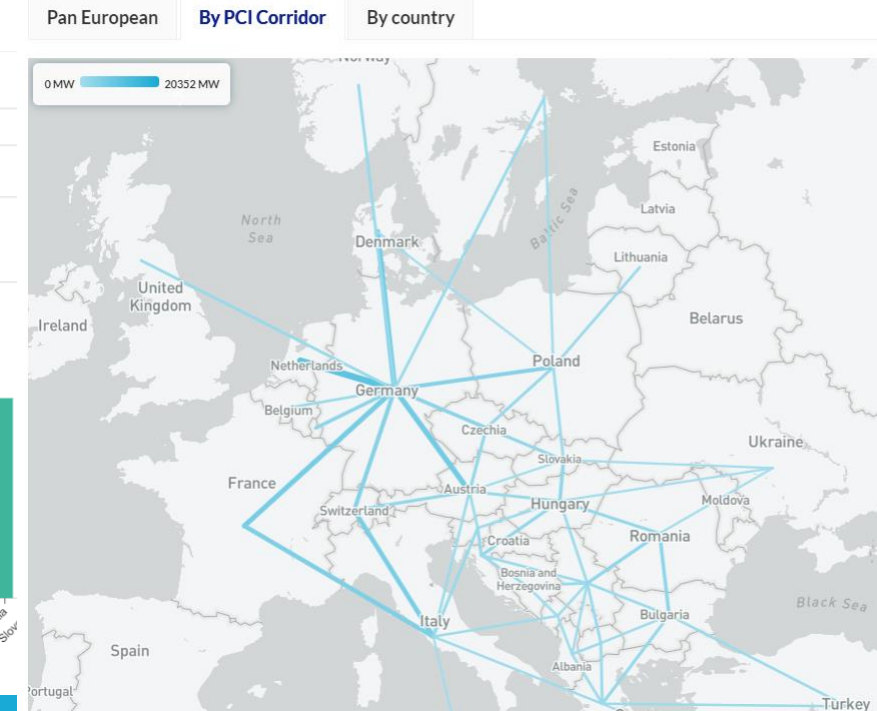 Pan European
By PCI Corridor
By country
0 MW
20352 MW
Norway
Estonia
North
Sea
Baltic Sea
Latvia
Denmark
Lithuania
United
Kingdom
Belarus
Ireland
Netherlands
Poland
Germany
Belgium
Czechia
Ukraine
Slovakia
France
Austria
Moldova
Switzerland
Hungary
Croatia
Romania
Bosnia and
Herzegovina
Black Sea
Italy
Bulgaria
Spain
Albania
Portugal
Turkey